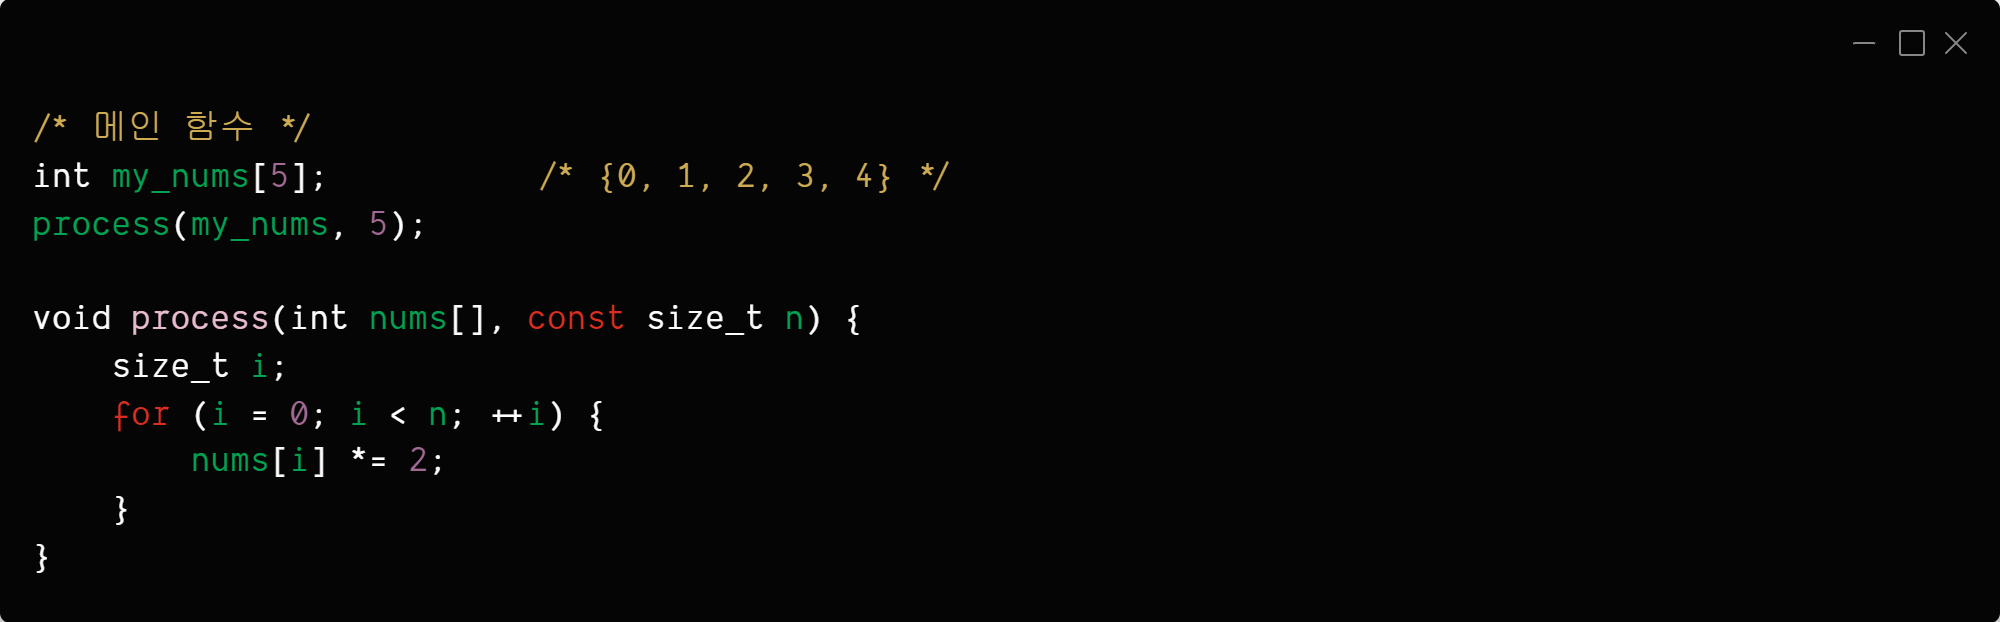 /* 메인 함수 */
int my_nums[5];           /* {0, 1, 2, 3, 4} */
process(my_nums, 5);

void process(int nums[], const size_t n) {
    size_t i;
    for (i = 0; i < n; ++i) {
        nums[i] *= 2;
    }
}